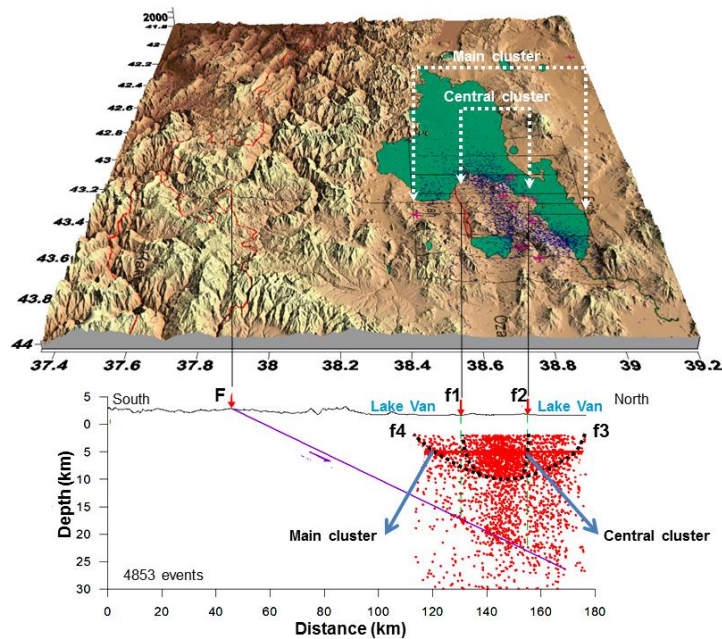 2000
41.8
42
42.2
42.4
42.6
42.8
43
43.2
43.4
43.6
43.8
44
Main cluster
Central cluster
Oza
37.4 37.6 37.8 38 38.2 38.4 38.6 38.8 39 39.2
5
0
5
10
15
20
25
30
Depth (km)
South
F
Lake Van
f1
f2
Lake Van
North
f4
f3
Main cluster
Central cluster
4853 events
0 20 40 60 80 100 120 140 160 180
Distance (km)